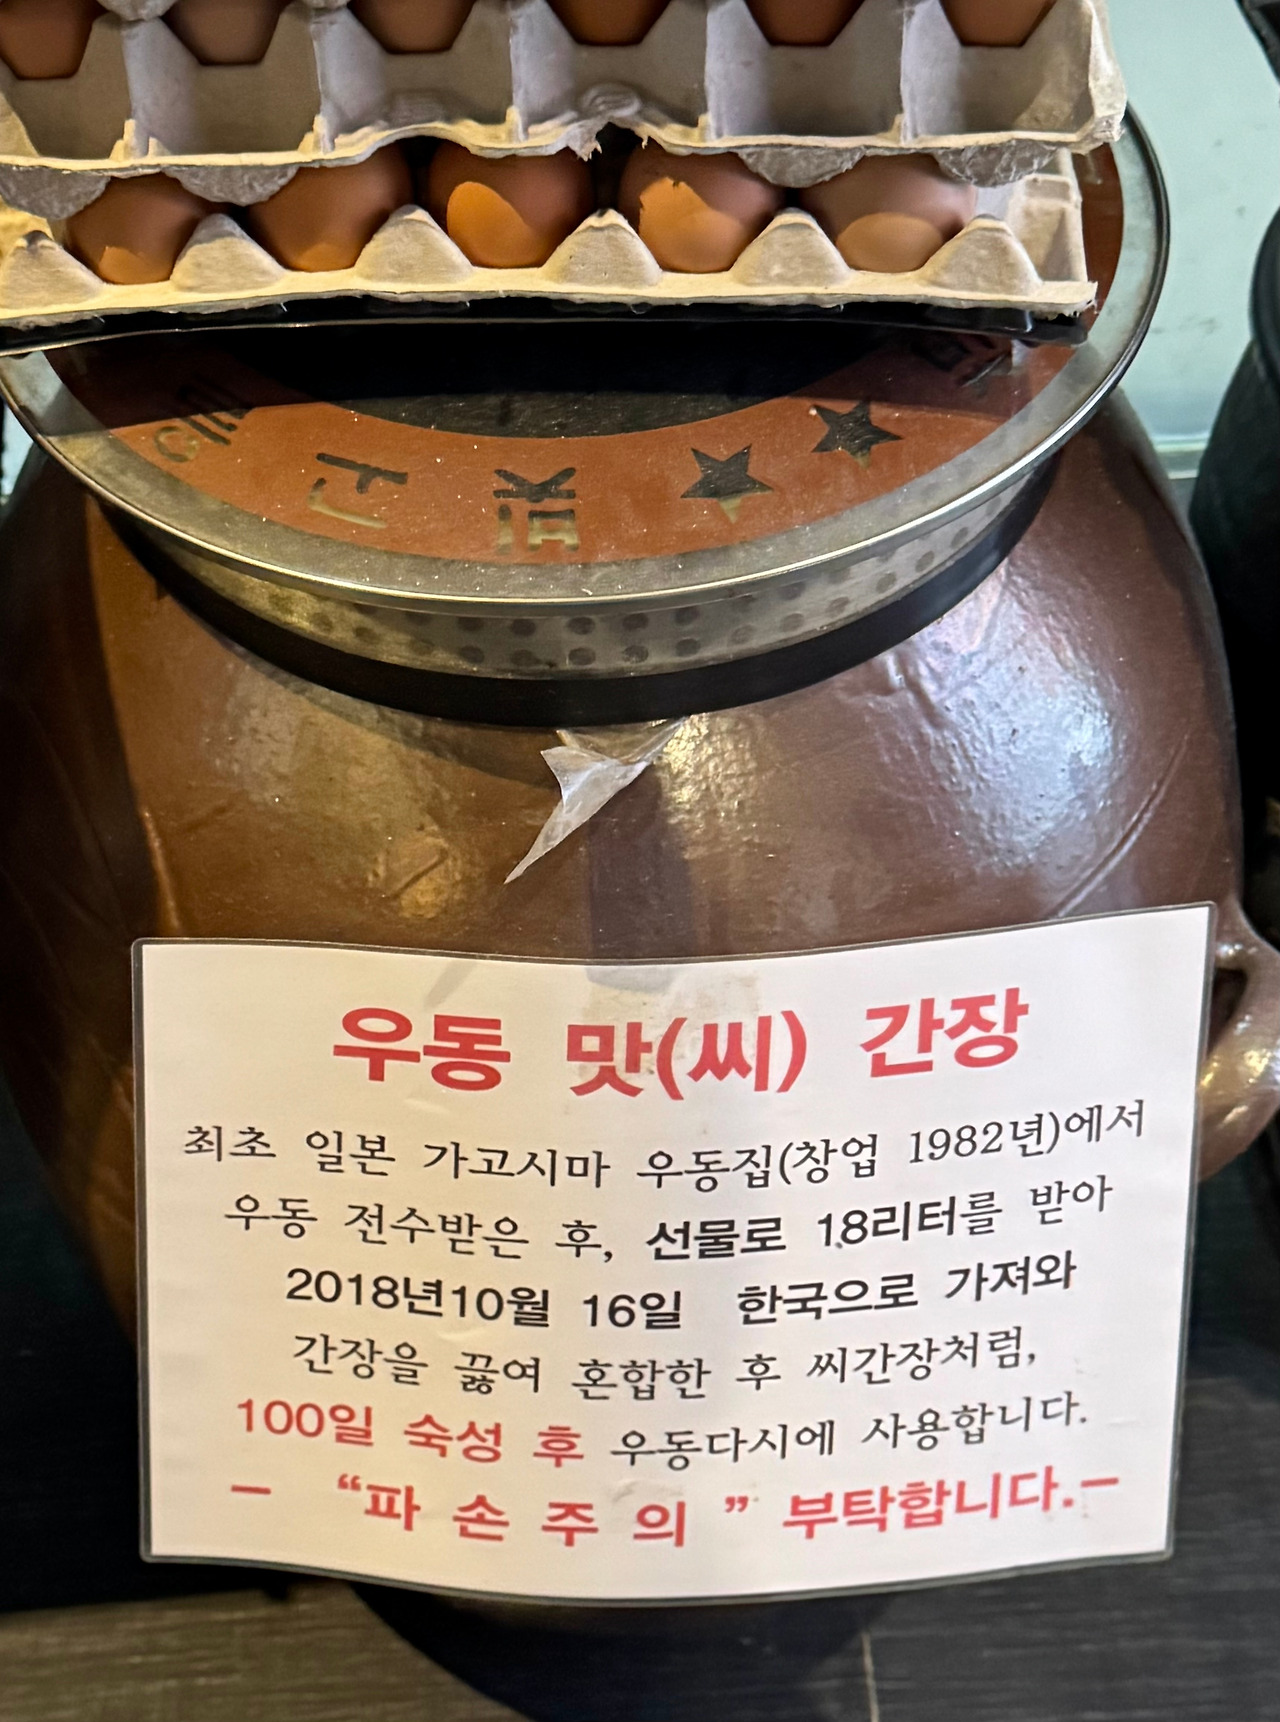 우동 맛(씨) 간장
최초 일본 가고시마 우동집(창업 1982년)에서
우동 전수받은 후, 선물로 18리터를 받아
2018년10월 16일 한국으로 가져와
간장을 끓여 혼합한 후 씨간장처럼,
100일 숙성 후 우동다시에 사용합니다.
- “파 손 주 의 ” 부탁합니다.-